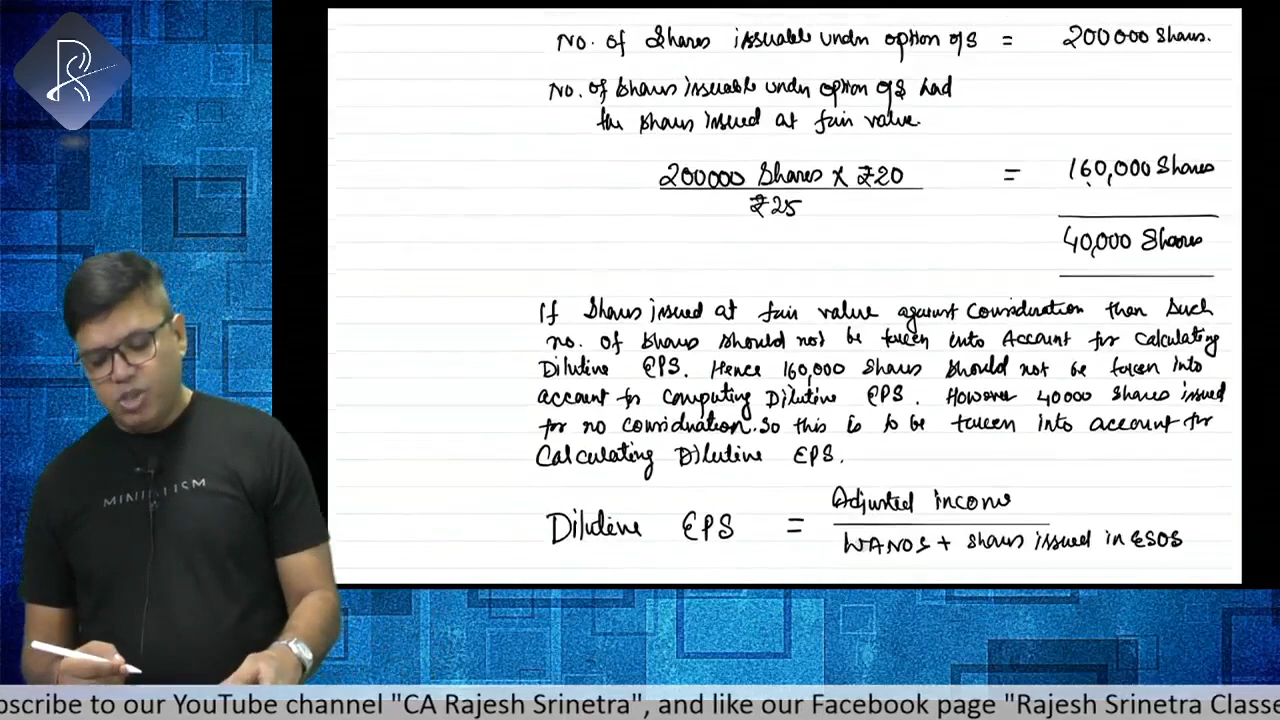 No. of Shares issuable under option o/s = 200000 Shares.
No. of shares issuable under option o/s had
the shares issued at fair value.
200000 Shares X ₹20 = 160,000 Shares
₹25
40,000 Shares
If Shares issued at fair value against Consideration then such
no. of shares should not be taken into Account for calculating
Dilutive EPS. Hence 160,000 Shares should not be taken into
account for computing Dilutive EPS. However 40000 Shares issued
for no consideration. So this is to be taken into account for
Calculating Dilutive EPS.
Dilutive EPS = Adjusted income
WANOS + shares issued in ESOS
MINIMALISM
bscribe to our YouTube channel "CA Rajesh Srinetra", and like our Facebook page "Rajesh Srinetra Classe